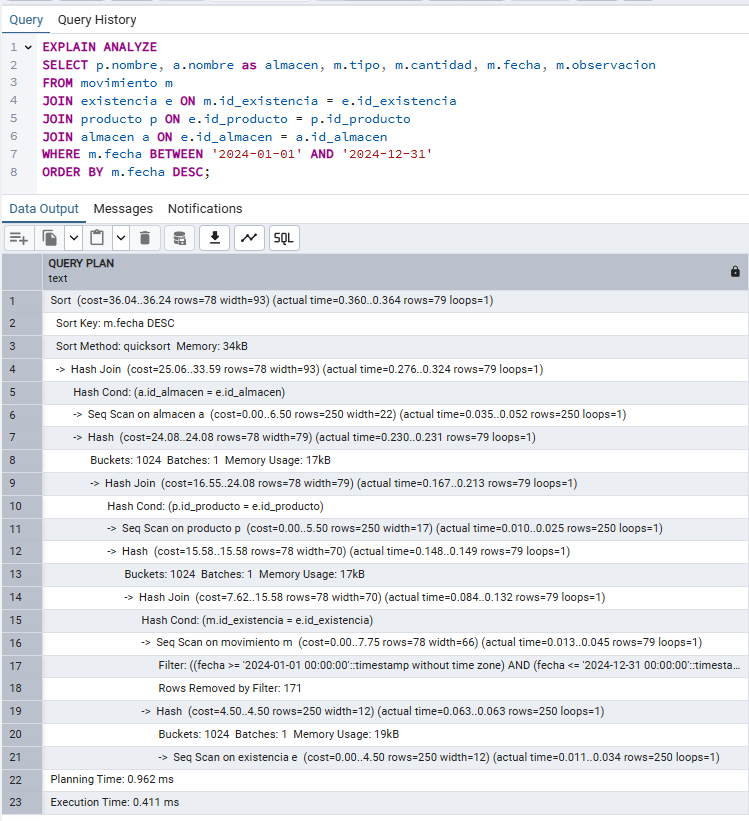 Query Query History
1 EXPLAIN ANALYZE
2 SELECT p.nombre, a.nombre as almacen, m.tipo, m.cantidad, m.fecha, m.observacion
3 FROM movimiento m
4 JOIN existencia e ON m.id_existencia = e.id_existencia
5 JOIN producto p ON e.id_producto = p.id_producto
6 JOIN almacen a ON e.id_almacen = a.id_almacen
7 WHERE m.fecha BETWEEN '2024-01-01' AND '2024-12-31'
8 ORDER BY m.fecha DESC;
Data Output Messages Notifications
SQL
QUERY PLAN
text
1 Sort (cost=36.04..36.24 rows=78 width=93) (actual time=0.360..0.364 rows=79 loops=1)
2 Sort Key: m.fecha DESC
3 Sort Method: quicksort Memory: 34kB
4 -> Hash Join (cost=25.06..33.59 rows=78 width=93) (actual time=0.276..0.324 rows=79 loops=1)
5 Hash Cond: (a.id_almacen = e.id_almacen)
6 -> Seq Scan on almacen a (cost=0.00..6.50 rows=250 width=22) (actual time=0.035..0.052 rows=250 loops=1)
7 -> Hash (cost=24.08..24.08 rows=78 width=79) (actual time=0.230..0.231 rows=79 loops=1)
8 Buckets: 1024 Batches: 1 Memory Usage: 17kB
9 -> Hash Join (cost=16.55..24.08 rows=78 width=79) (actual time=0.167..0.213 rows=79 loops=1)
10 Hash Cond: (p.id_producto = e.id_producto)
11 -> Seq Scan on producto p (cost=0.00..5.50 rows=250 width=17) (actual time=0.010..0.025 rows=250 loops=1)
12 -> Hash (cost=15.58..15.58 rows=78 width=70) (actual time=0.148..0.149 rows=79 loops=1)
13 Buckets: 1024 Batches: 1 Memory Usage: 17kB
14 -> Hash Join (cost=7.62..15.58 rows=78 width=70) (actual time=0.084..0.132 rows=79 loops=1)
15 Hash Cond: (m.id_existencia = e.id_existencia)
16 -> Seq Scan on movimiento m (cost=0.00..7.75 rows=78 width=66) (actual time=0.013..0.045 rows=79 loops=1)
17 Filter: ((fecha >= '2024-01-01 00:00:00'::timestamp without time zone) AND (fecha <= '2024-12-31 00:00:00'::timesta...
18 Rows Removed by Filter: 171
19 -> Hash (cost=4.50..4.50 rows=250 width=12) (actual time=0.063..0.063 rows=250 loops=1)
20 Buckets: 1024 Batches: 1 Memory Usage: 19kB
21 -> Seq Scan on existencia e (cost=0.00..4.50 rows=250 width=12) (actual time=0.011..0.034 rows=250 loops=1)
22 Planning Time: 0.962 ms
23 Execution Time: 0.411 ms